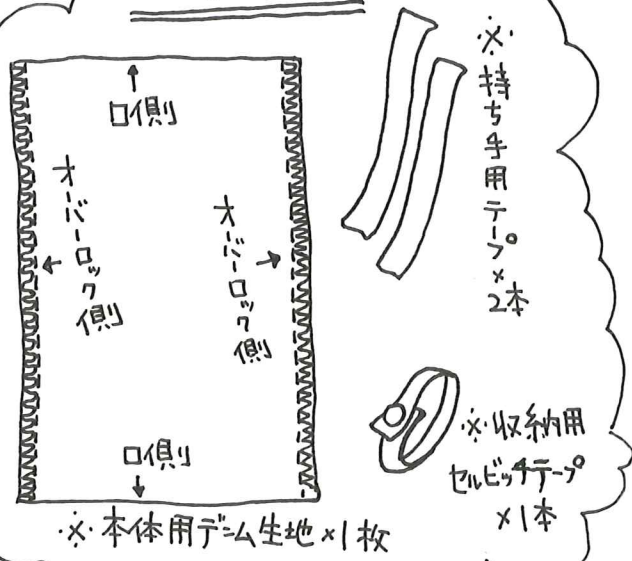 口側
オーバーロック側
オーバーロック側
口側
※本体用デニム生地×1枚
※持ち手用テープ×2本
※収納用
セルビッチテープ
×1本